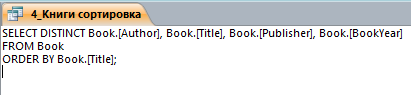 4_Книги сортировка
SELECT DISTINCT Book.[Author], Book.[Title], Book.[Publisher], Book.[BookYear]
FROM Book
ORDER BY Book.[Title];